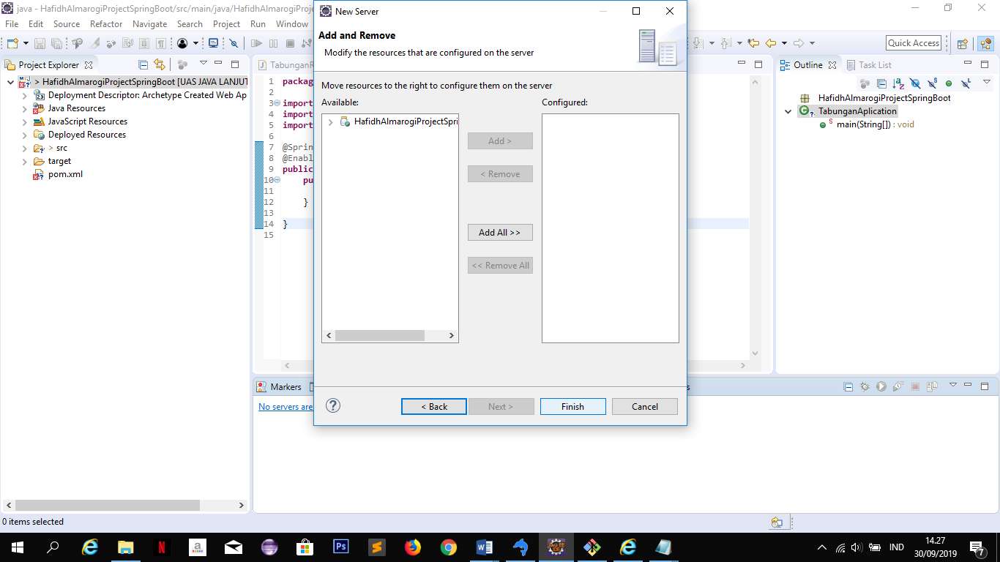 java - HafidhAlmarogiProjectSpringBoot/src/main/java/HafidhAlmarogiProje
New Server
File Edit Source Refactor Navigate Search Project Run Window
Add and Remove
Modify the resources that are configured on the server
Quick Access
Project Explorer
TabunganA
Outline
Task List
> HafidhAlmarogiProjectSpringBoot [UAS JAVA LANJUT
Deployment Descriptor: Archetype Created Web Ap
Java Resources
JavaScript Resources
Deployed Resources
> src
target
pom.xml
1 packag
2
3 import
4 import
5 import
6
7 @Sprin
8 @Enabl
9 public
10 pu
11
12 }
13
14 }
15
Move resources to the right to configure them on the server
Available:
Configured:
HafidhAlmarogiProjectSpri
Add >
< Remove
Add All >>
<< Remove All
HafidhAlmarogiProjectSpringBoot
TabunganAplication
main(String[]) : void
Markers
s
No servers are
< Back
Next >
Finish
Cancel
0 items selected
IND
14.27
30/09/2019
7